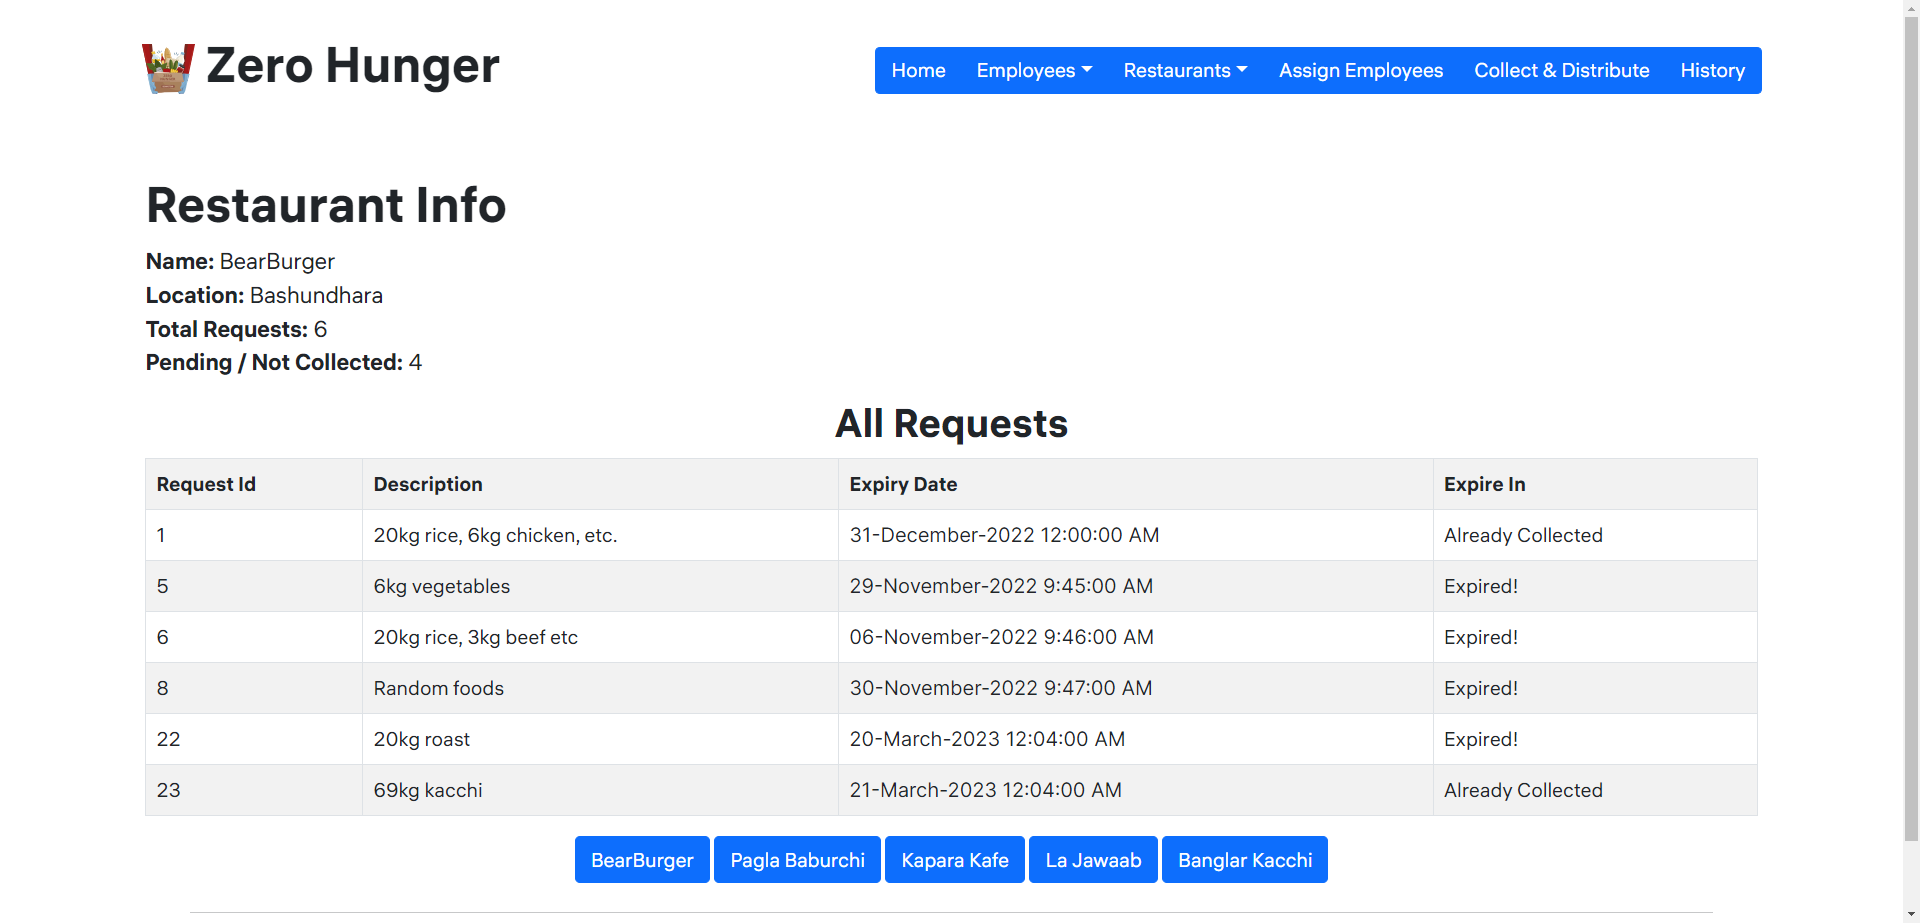 Zero Hunger
Home Employees Restaurants Assign Employees Collect & Distribute History
Restaurant Info
Name: BearBurger
Location: Bashundhara
Total Requests: 6
Pending / Not Collected: 4
All Requests
Request Id Description Expiry Date Expire In
1 20kg rice, 6kg chicken, etc. 31-December-2022 12:00:00 AM Already Collected
5 6kg vegetables 29-November-2022 9:45:00 AM Expired!
6 20kg rice, 3kg beef etc 06-November-2022 9:46:00 AM Expired!
8 Random foods 30-November-2022 9:47:00 AM Expired!
22 20kg roast 20-March-2023 12:04:00 AM Expired!
23 69kg kacchi 21-March-2023 12:04:00 AM Already Collected
BearBurger Pagla Baburchi Kapara Kafe La Jawaab Banglar Kacchi